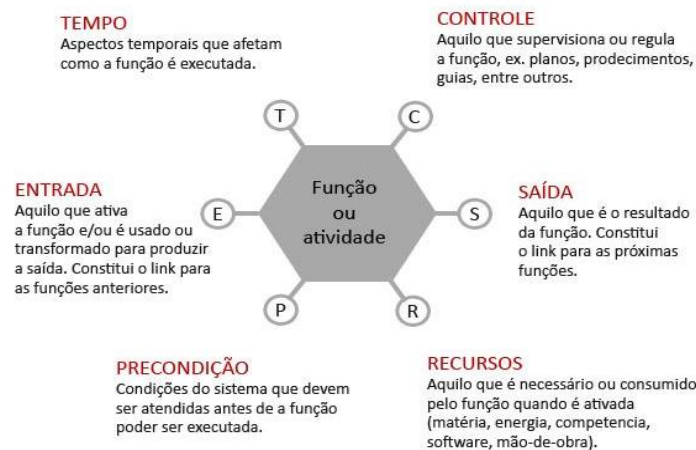 TEMPO
Aspectos temporais que afetam
como a função é executada.
CONTROLE
Aquilo que supervisiona ou regula
a função, ex. planos, prodecimentos,
guias, entre outros.
T
C
ENTRADA
Aquilo que ativa
a função e/ou é usado ou
transformado para produzir
a saída. Constitui o link para
as funções anteriores.
E
Função
ou
atividade
S
SAÍDA
Aquilo que é o resultado
da função. Constitui
o link para as próximas
funções.
P
R
PRECONDIÇÃO
Condições do sistema que devem
ser atendidas antes de a função
poder ser executada.
RECURSOS
Aquilo que é necessário ou consumido
pelo função quando é ativada
(matéria, energia, competencia,
software, mão-de-obra).